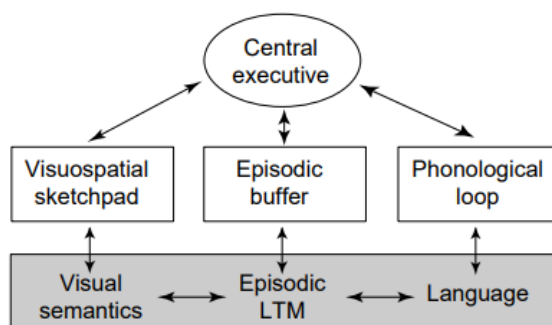 Central
executive
Visuospatial
sketchpad
Episodic
buffer
Phonological
loop
Visual
semantics
Episodic
LTM
Language